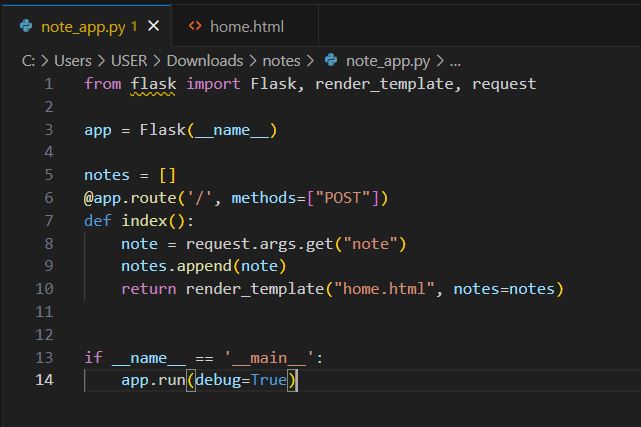 note_app.py 1 × <> home.html
C: > Users > USER > Downloads > notes > note_app.py > ...
1 from flask import Flask, render_template, request
2
3 app = Flask(__name__)
4
5 notes = []
6 @app.route('/', methods=["POST"])
7 def index():
8 note = request.args.get("note")
9 notes.append(note)
10 return render_template("home.html", notes=notes)
11
12
13 if __name__ == '__main__':
14 app.run(debug=True)